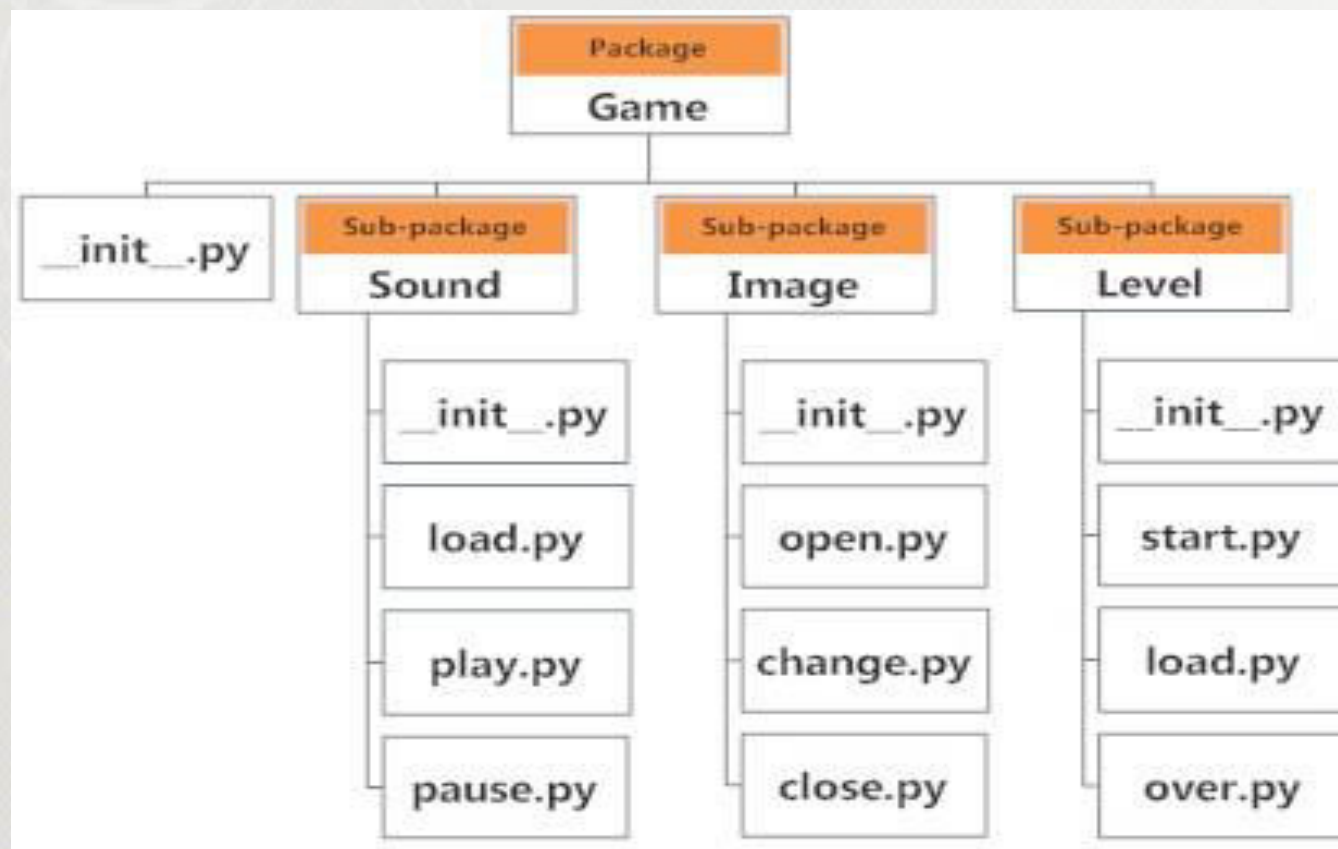 Package
Game
__init__.py
Sub-package
Sound
__init__.py
load.py
play.py
pause.py
Sub-package
Image
__init__.py
open.py
change.py
close.py
Sub-package
Level
__init__.py
start.py
load.py
over.py